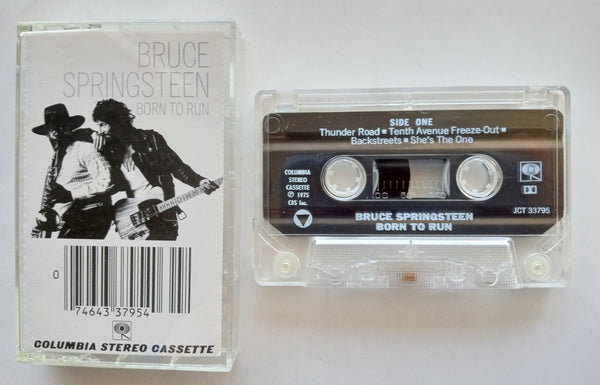 BRUCE
SPRINGSTEEN
BORN TO RUN
0
74643 37954
COLUMBIA STEREO CASSETTE
SIDE ONE
Thunder Road ▪ Tenth Avenue Freeze-Out ▪
Backstreets ▪ She's The One
COLUMBIA
STEREO
CASSETTE
℗ 1975
CBS Inc.
JCT 33795
BRUCE SPRINGSTEEN
BORN TO RUN